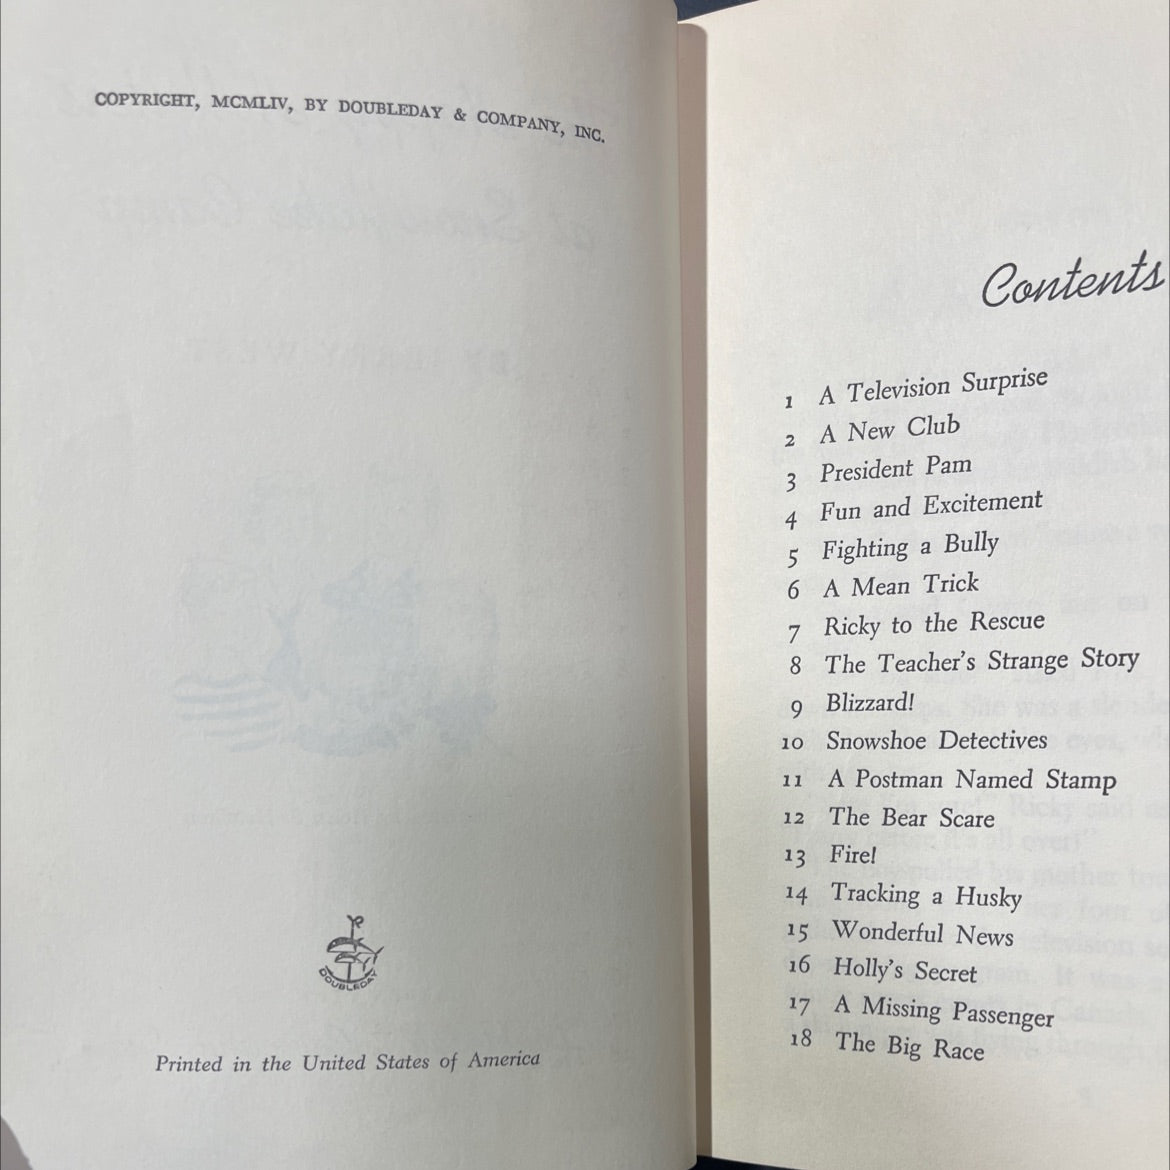 COPYRIGHT, MCMLIV, BY DOUBLEDAY & COMPANY, INC.
DOUBLEDAY
Printed in the United States of America
Contents
1 A Television Surprise
2 A New Club
3 President Pam
4 Fun and Excitement
5 Fighting a Bully
6 A Mean Trick
7 Ricky to the Rescue
8 The Teacher's Strange Story
9 Blizzard!
10 Snowshoe Detectives
11 A Postman Named Stamp
12 The Bear Scare
13 Fire!
14 Tracking a Husky
15 Wonderful News
16 Holly's Secret
17 A Missing Passenger
18 The Big Race